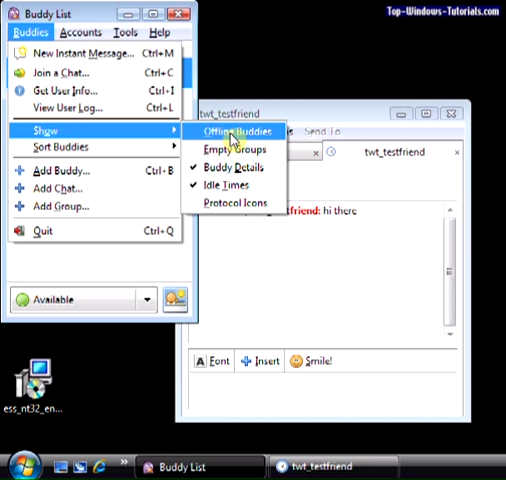 Top-Windows-Tutorials.com
Buddy List
Buddies Accounts Tools Help
New Instant Message... Ctrl+M
Join a Chat... Ctrl+C
Get User Info... Ctrl+I
View User Log... Ctrl+L
Show
Sort Buddies
Add Buddy... Ctrl+B
Add Chat...
Add Group...
Quit Ctrl+Q
Offline Buddies
Empty Groups
Buddy Details
Idle Times
Protocol Icons
Available
twt_testfriend
Send To
twt_testfriend
hi there
Font Insert Smile!
ess_nt32_en...
Buddy List twt_testfriend